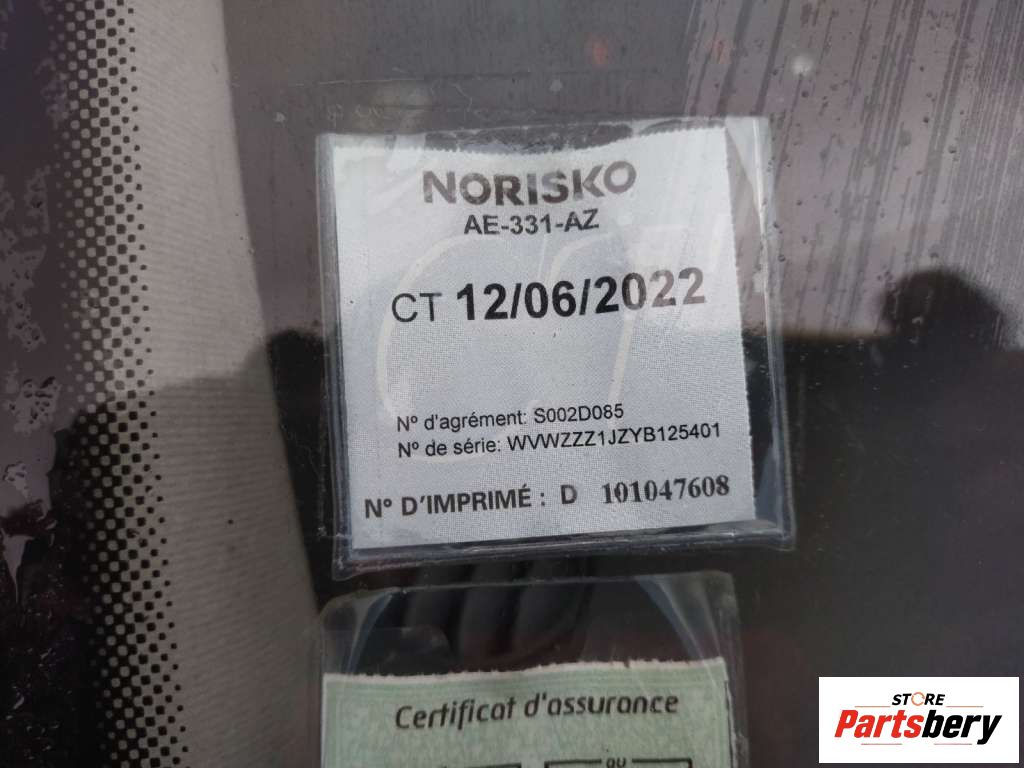 NORISKO
AE-331-AZ
CT 12/06/2022
Nº d'agrément: S002D085
Nº de série: WVWZZZ1JZYB125401
Nº D'IMPRIMÉ : D 101047608
Certificat d'assurance
OU
STORE
Partsbery